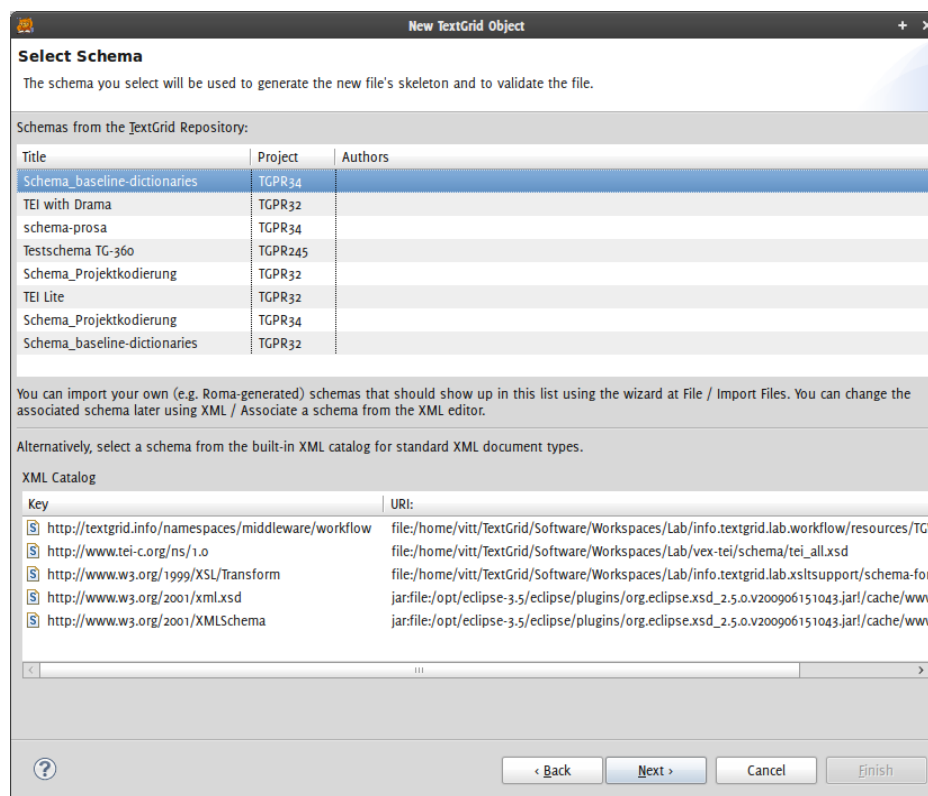 New TextGrid Object
Select Schema
The schema you select will be used to generate the new file's skeleton and to validate the file.
Schemas from the TextGrid Repository:
Title Project Authors
Schema_baseline-dictionaries TGPR34
TEI with Drama TGPR32
schema-prosa TGPR34
Testschema TG-360 TGPR245
Schema_Projektkodierung TGPR32
TEI Lite TGPR32
Schema_Projektkodierung TGPR34
Schema_baseline-dictionaries TGPR32
You can import your own (e.g. Roma-generated) schemas that should show up in this list using the wizard at File / Import Files. You can change the
associated schema later using XML / Associate a schema from the XML editor.
Alternatively, select a schema from the built-in XML catalog for standard XML document types.
XML Catalog
Key URI:
http://textgrid.info/namespaces/middleware/workflow file:/home/vitt/TextGrid/Software/Workspaces/Lab/info.textgrid.lab.workflow/resources/TG
http://www.tei-c.org/ns/1.0 file:/home/vitt/TextGrid/Software/Workspaces/Lab/vex-tei/schema/tei_all.xsd
http://www.w3.org/1999/XSL/Transform file:/home/vitt/TextGrid/Software/Workspaces/Lab/info.textgrid.lab.xsltsupport/schema-for
http://www.w3.org/2001/xml.xsd jar:file:/opt/eclipse-3.5/eclipse/plugins/org.eclipse.xsd_2.5.0.v200906151043.jar!/cache/www
http://www.w3.org/2001/XMLSchema jar:file:/opt/eclipse-3.5/eclipse/plugins/org.eclipse.xsd_2.5.0.v200906151043.jar!/cache/www
? < Back Next > Cancel Finish